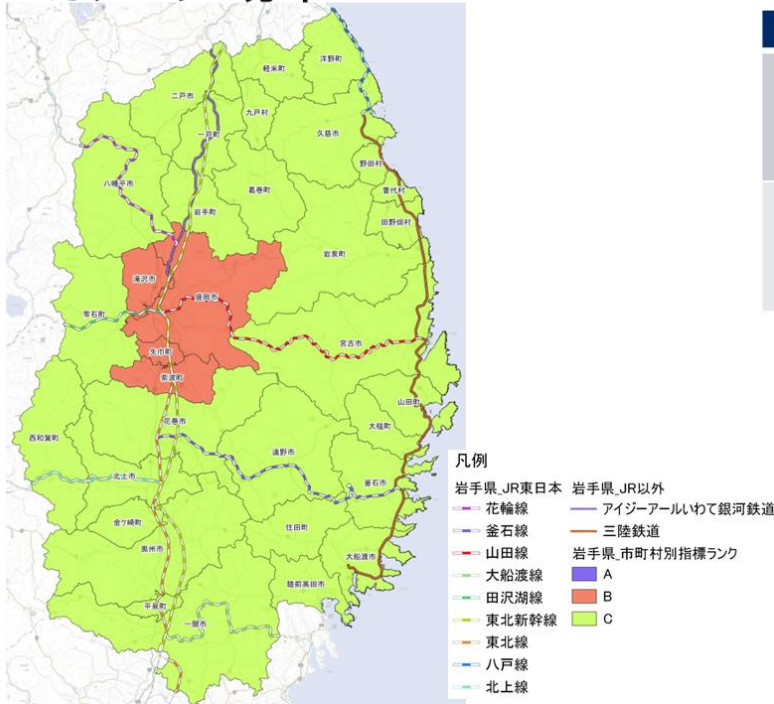 洋野町
軽米町
二戸市
九戸村
一戸町
久慈市
野田村
八幡平市
葛巻町
普代村
岩手町
田野畑村
岩泉町
滝沢市
盛岡市
雫石町
宮古市
矢巾町
紫波町
山田町
花巻市
大槌町
西和賀町
遠野市
北上市
釜石市
金ケ崎町
住田町
奥州市
大船渡市
陸前高田市
平泉町
一関市
凡例
岩手県_JR東日本
花輪線
釜石線
山田線
大船渡線
田沢湖線
東北新幹線
東北線
八戸線
北上線
岩手県_JR以外
アイジーアールいわて銀河鉄道
三陸鉄道
岩手県_市町村別指標ランク
A
B
C